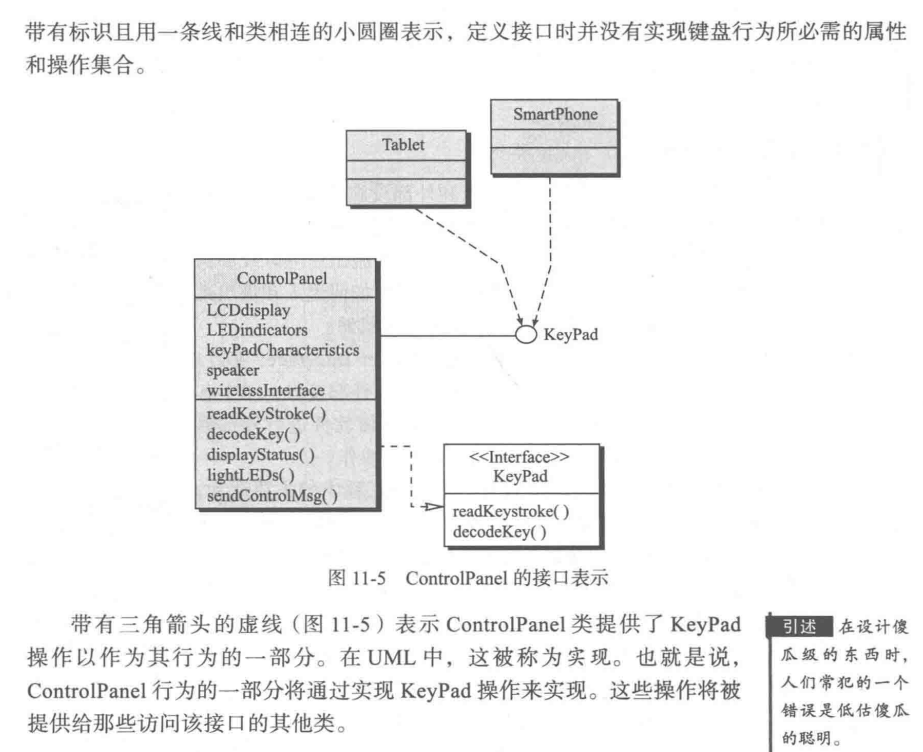 带有标识且用一条线和类相连的小圆圈表示，定义接口时并没有实现键盘行为所必需的属性
和操作集合。
SmartPhone
Tablet
ControlPanel
LCDdisplay
LEDindicators
keyPadCharacteristics
speaker
wirelessInterface
readKeyStroke( )
decodeKey( )
displayStatus( )
lightLEDs( )
sendControlMsg( )
KeyPad
<<Interface>>
KeyPad
readKeystroke( )
decodeKey( )
图 11-5 ControlPanel 的接口表示
带有三角箭头的虚线（图 11-5）表示 ControlPanel 类提供了 KeyPad
操作以作为其行为的一部分。在 UML 中，这被称为实现。也就是说，
ControlPanel 行为的一部分将通过实现 KeyPad 操作来实现。这些操作将被
提供给那些访问该接口的其他类。
引述 在设计傻
瓜级的东西时，
人们常犯的一个
错误是低估傻瓜
的聪明。